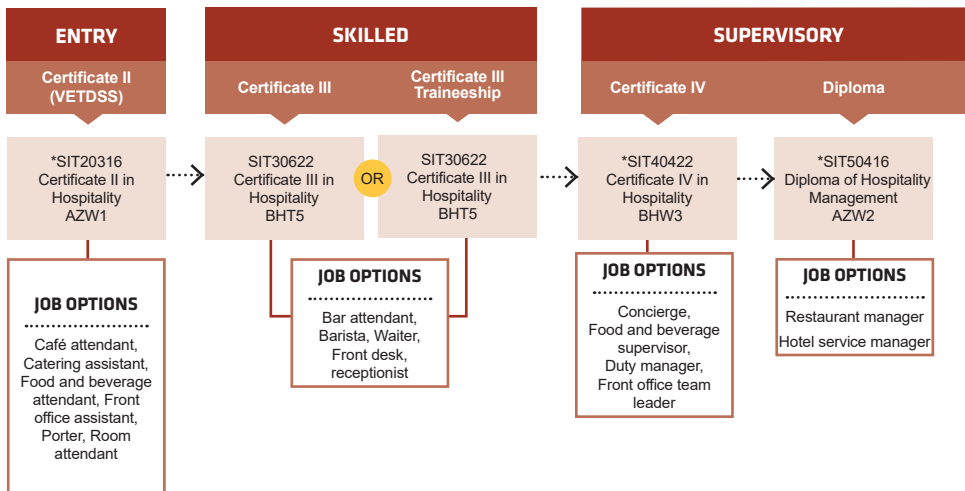 ENTRY
Certificate II
(VETDSS)
*SIT20316
Certificate II in
Hospitality
AZW1
JOB OPTIONS
Café attendant,
Catering assistant,
Food and beverage
attendant, Front
office assistant,
Porter, Room
attendant
SKILLED
Certificate III
Certificate III
Traineeship
SIT30622
Certificate III in
Hospitality
BHT5
OR
SIT30622
Certificate III in
Hospitality
BHT5
JOB OPTIONS
Bar attendant,
Barista, Waiter,
Front desk,
receptionist
SUPERVISORY
Certificate IV
*SIT40422
Certificate IV in
Hospitality
BHW3
JOB OPTIONS
Concierge,
Food and beverage
supervisor,
Duty manager,
Front office team
leader
Diploma
*SIT50416
Diploma of Hospitality
Management
AZW2
JOB OPTIONS
Restaurant manager
Hotel service manager